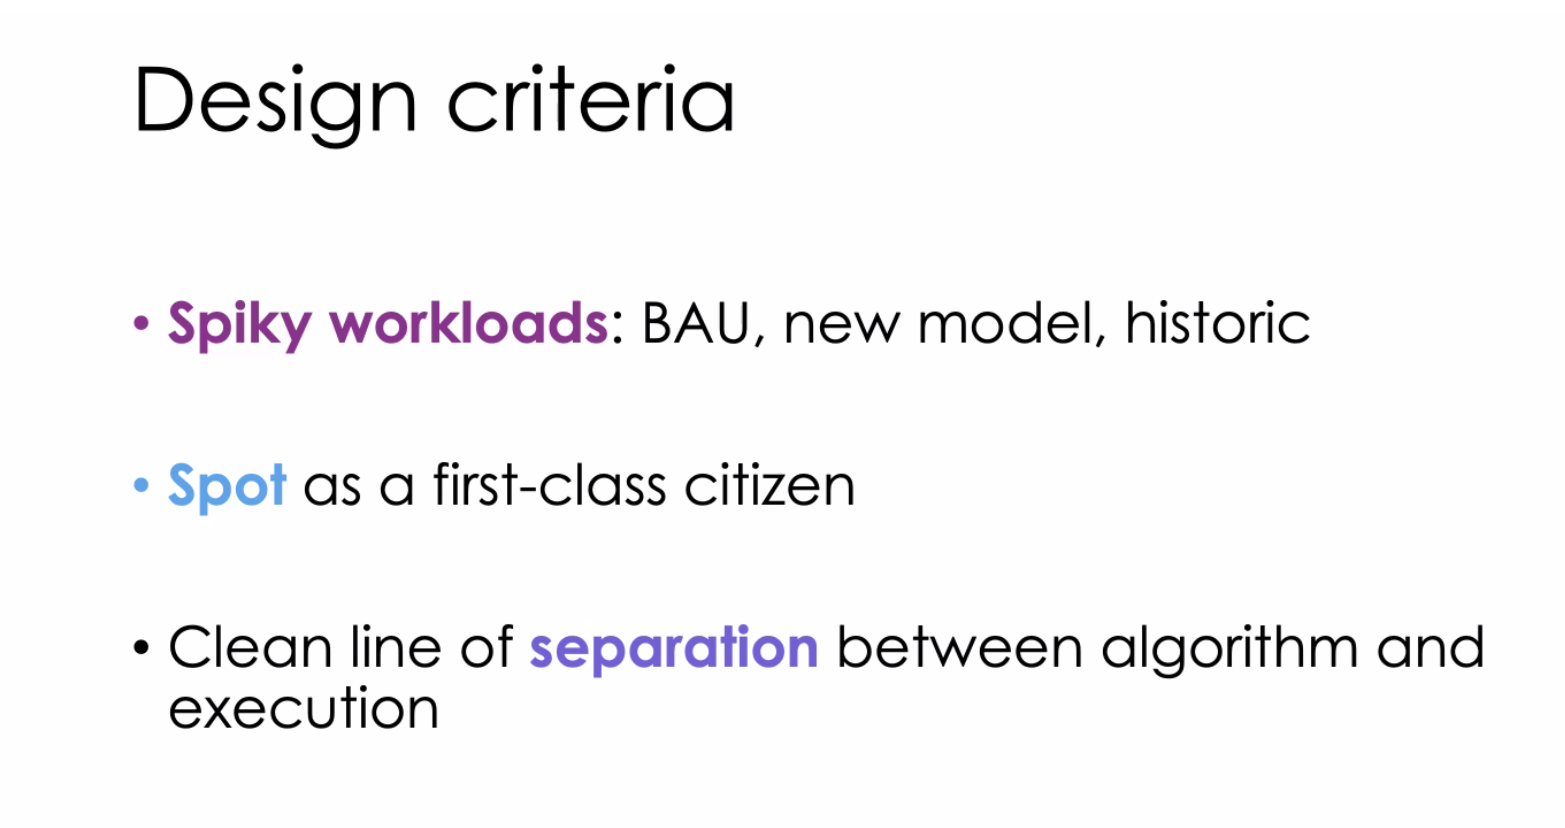 Design criteria
• Spiky workloads: BAU, new model, historic
• Spot as a first-class citizen
• Clean line of separation between algorithm and
execution